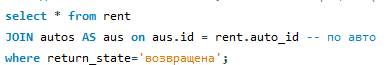 select * from rent
JOIN autos AS aus on aus.id = rent.auto_id -- по авто
where return_state='возвращена';